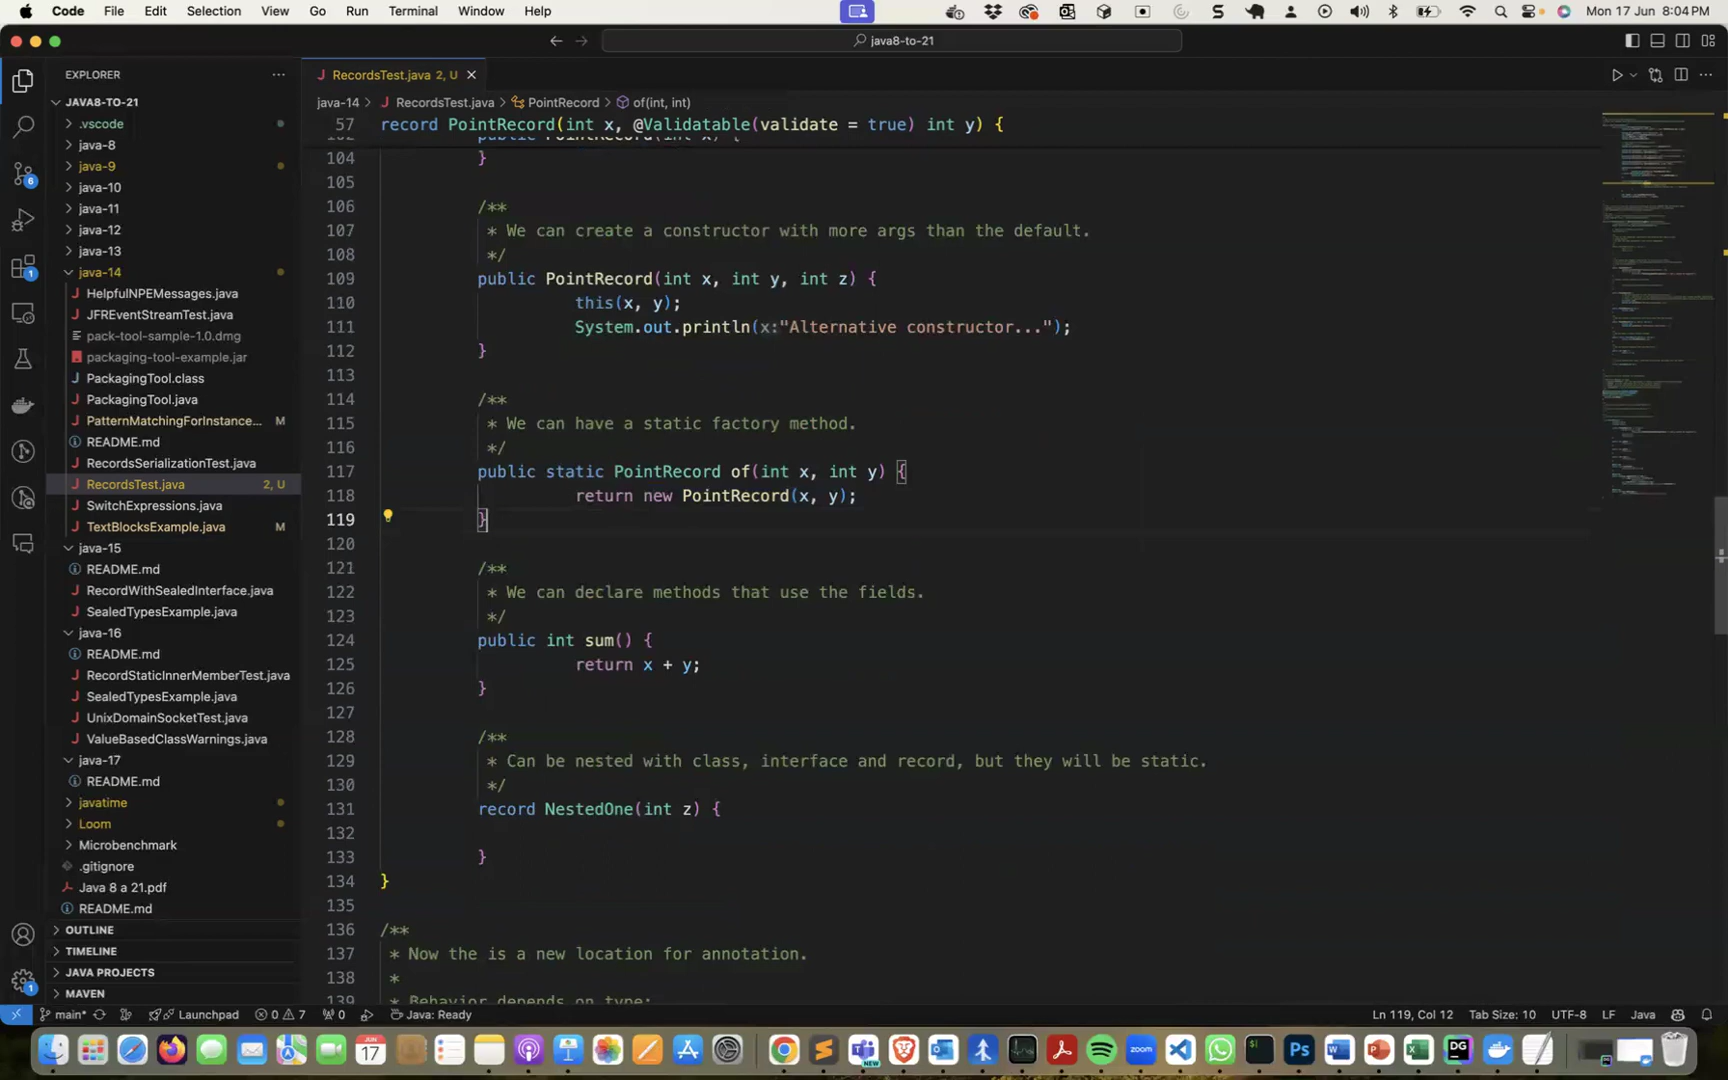 Code File Edit Selection View Go Run Terminal Window Help Mon 17 Jun 8:04 PM
java8-to-21
EXPLORER
RecordsTest.java 2, U
JAVA8-TO-21
java-14 > RecordsTest.java > PointRecord > of(int, int)
.vscode
java-8
java-9
java-10
java-11
java-12
java-13
java-14
HelpfulNPEMessages.java
JFREventStreamTest.java
pack-tool-sample-1.0.dmg
packaging-tool-example.jar
PackagingTool.class
PackagingTool.java
PatternMatchingForInstance... M
README.md
RecordsSerializationTest.java
RecordsTest.java 2, U
SwitchExpressions.java
TextBlocksExample.java M
java-15
README.md
RecordWithSealedInterface.java
SealedTypesExample.java
java-16
README.md
RecordStaticInnerMemberTest.java
SealedTypesExample.java
UnixDomainSocketTest.java
ValueBasedClassWarnings.java
java-17
README.md
javatime
Loom
Microbenchmark
.gitignore
Java 8 a 21.pdf
README.md
OUTLINE
TIMELINE
JAVA PROJECTS
MAVEN
57 record PointRecord(int x, @Validatable(validate = true) int y) {
104 }
105
106 /**
107 * We can create a constructor with more args than the default.
108 */
109 public PointRecord(int x, int y, int z) {
110 this(x, y);
111 System.out.println(x:"Alternative constructor...");
112 }
113
114 /**
115 * We can have a static factory method.
116 */
117 public static PointRecord of(int x, int y) {
118 return new PointRecord(x, y);
119 }
120
121 /**
122 * We can declare methods that use the fields.
123 */
124 public int sum() {
125 return x + y;
126 }
127
128 /**
129 * Can be nested with class, interface and record, but they will be static.
130 */
131 record NestedOne(int z) {
132
133 }
134 }
135
136 /**
137 * Now the is a new location for annotation.
138 *
139 * Behavior depends on type:
6
1
1
main* Launchpad 0 7 0 Java: Ready Ln 119, Col 12 Tab Size: 10 UTF-8 LF Java
JUN
17
NEW
zoom
DG